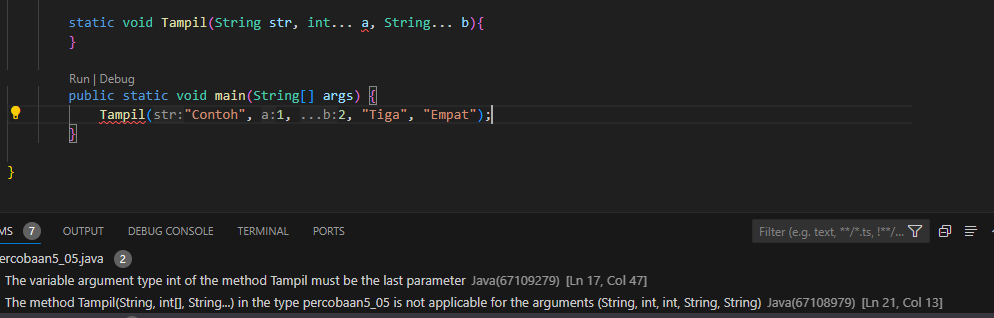 static void Tampil(String str, int... a, String... b){
}
Run | Debug
public static void main(String[] args) {
Tampil(str:"Contoh", a:1, ...b:2, "Tiga", "Empat");
}
}
MS 7 OUTPUT DEBUG CONSOLE TERMINAL PORTS Filter (e.g. text, **/*.ts, !**/...
percobaan5_05.java 2
The variable argument type int of the method Tampil must be the last parameter Java(67109279) [Ln 17, Col 47]
The method Tampil(String, int[], String...) in the type percobaan5_05 is not applicable for the arguments (String, int, int, String, String) Java(67108979) [Ln 21, Col 13]